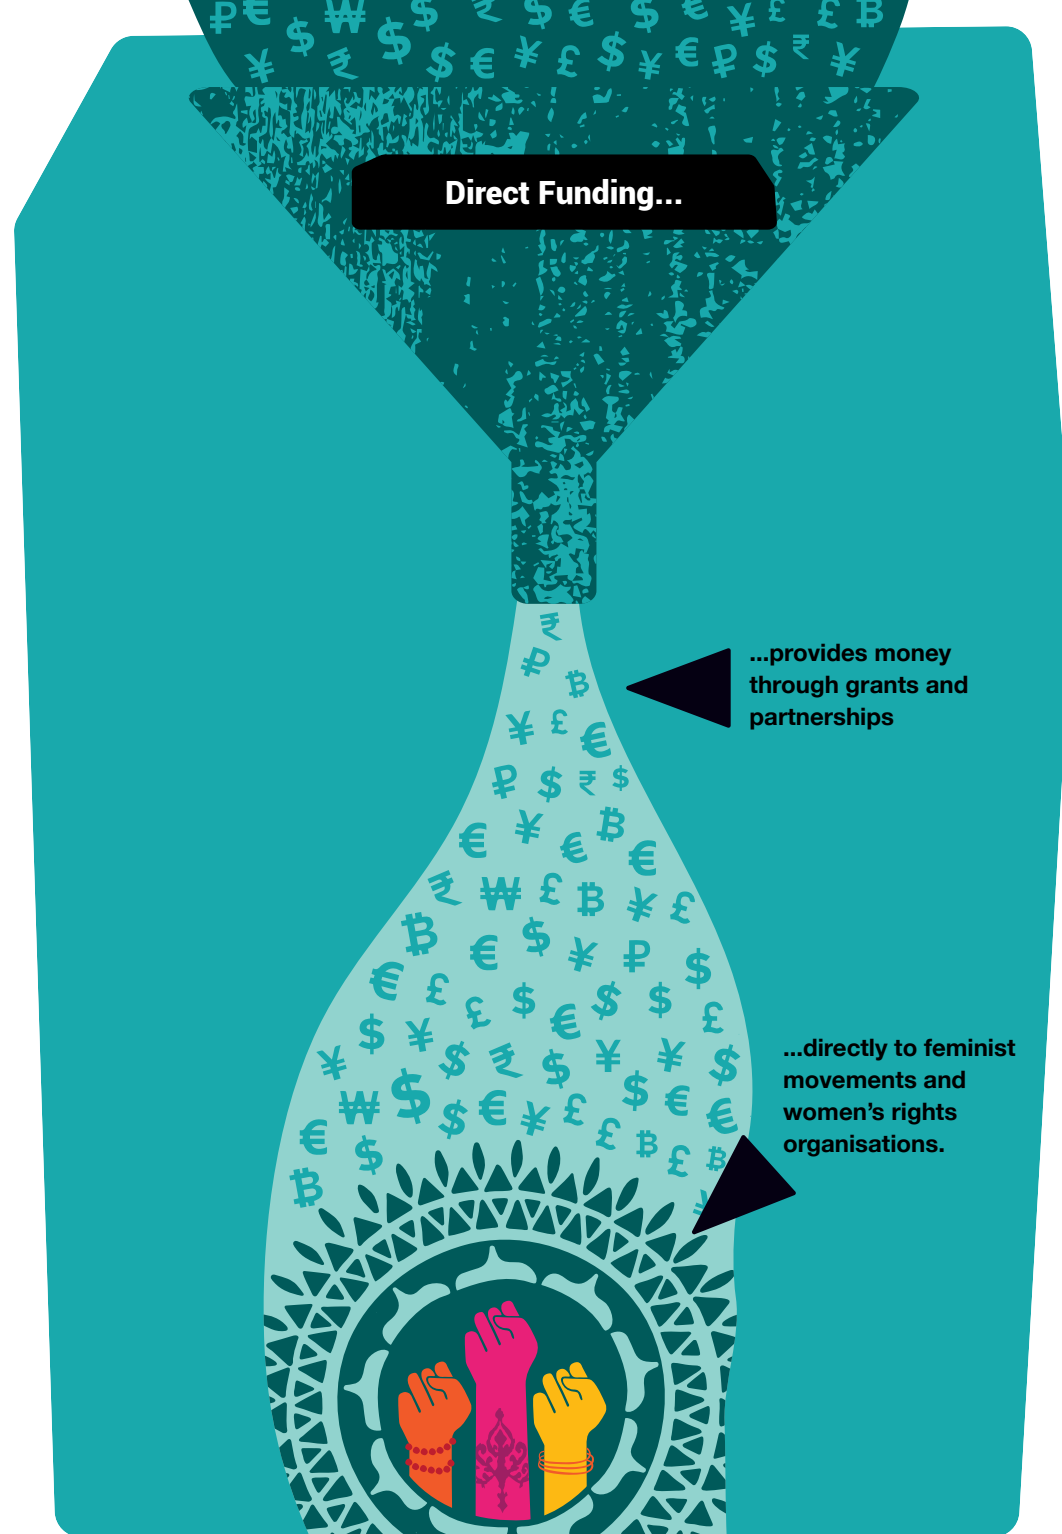 Direct Funding...
...provides money
through grants and
partnerships
...directly to feminist
movements and
women’s rights
organisations.